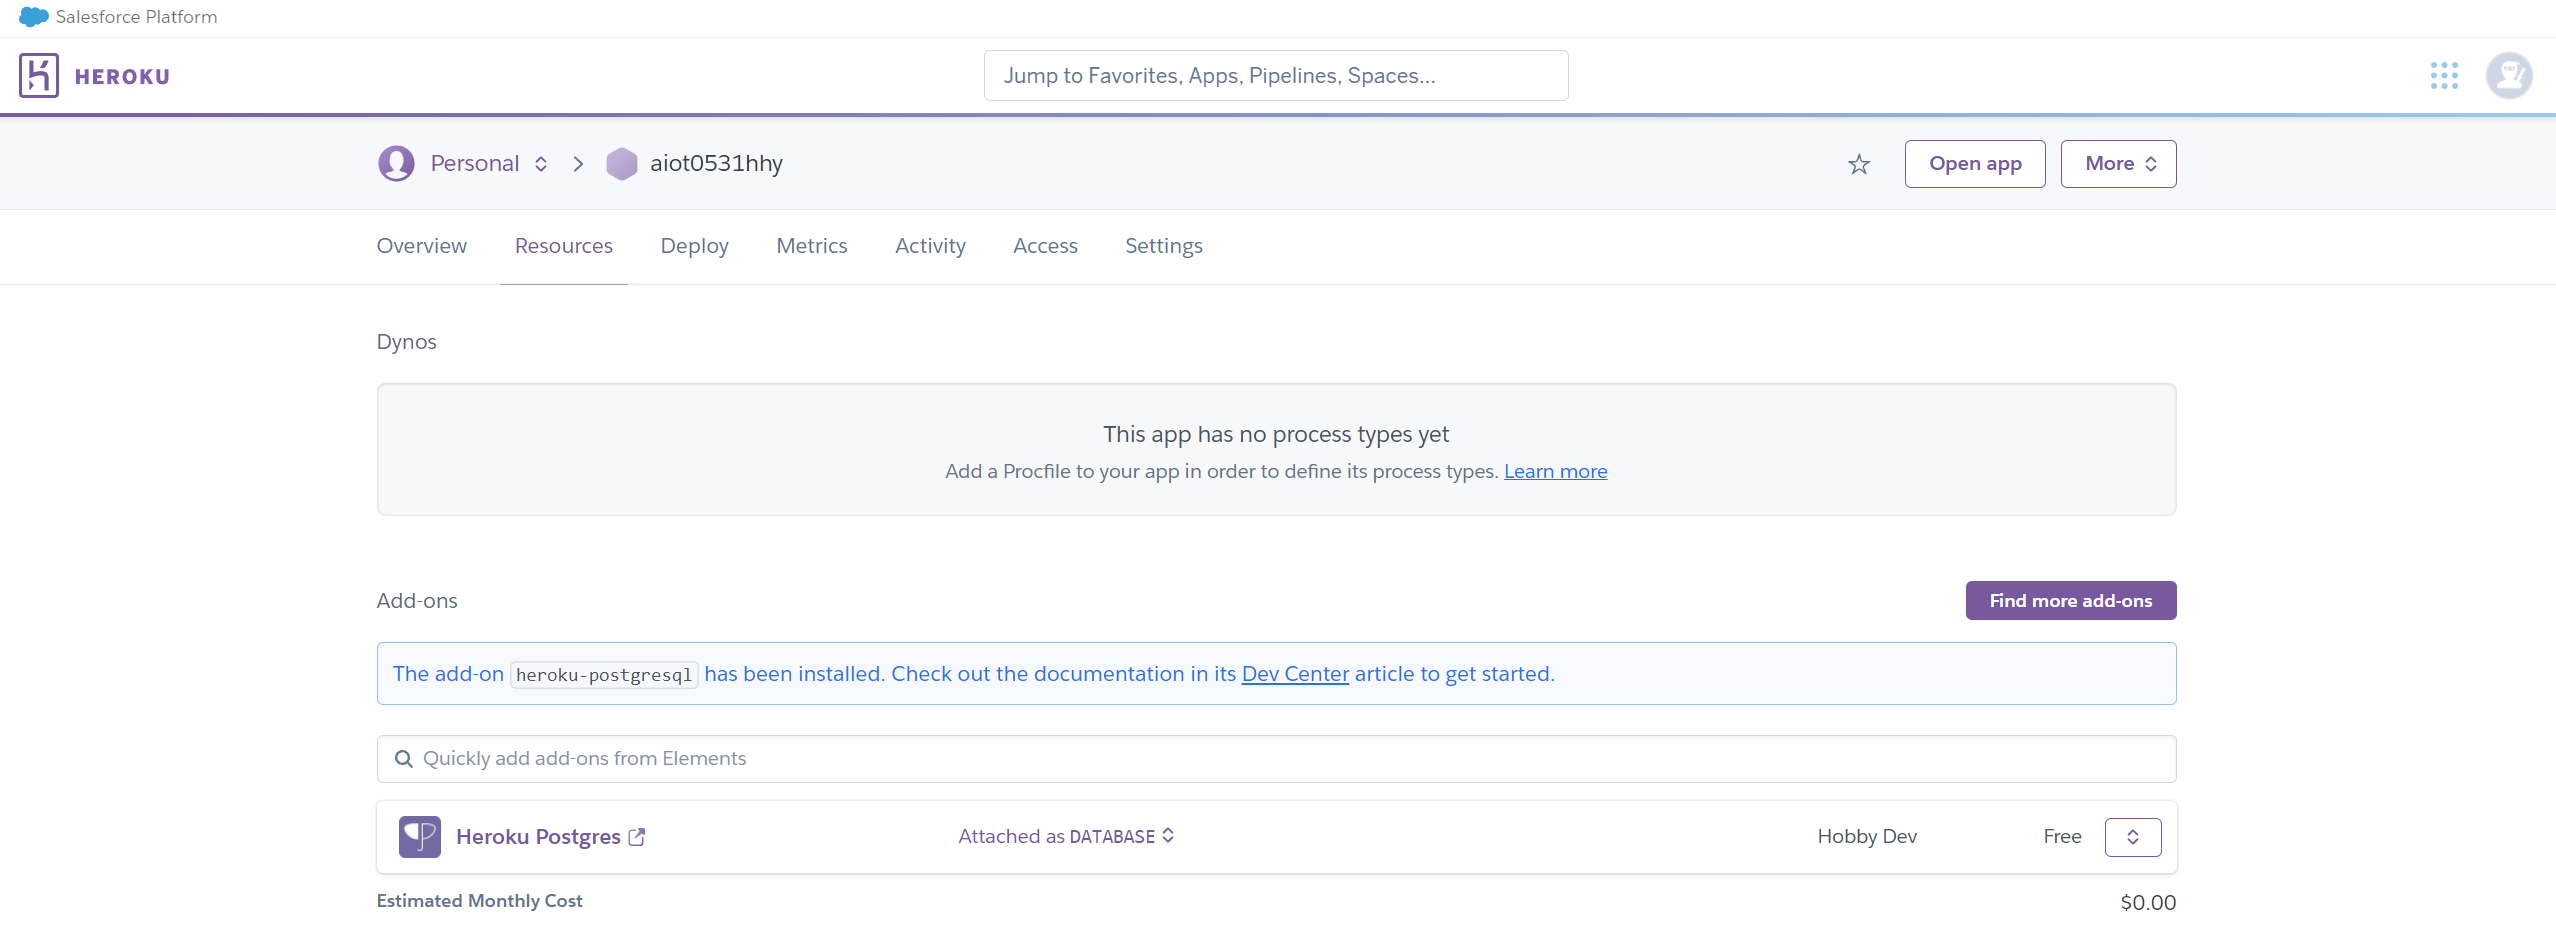 Salesforce Platform
HEROKU
Jump to Favorites, Apps, Pipelines, Spaces...
Personal > aiot0531hhy
Open app
More
Overview Resources Deploy Metrics Activity Access Settings
Dynos
This app has no process types yet
Add a Procfile to your app in order to define its process types. Learn more
Add-ons
Find more add-ons
The add-on heroku-postgresql has been installed. Check out the documentation in its Dev Center article to get started.
Quickly add add-ons from Elements
Heroku Postgres Attached as DATABASE Hobby Dev Free
Estimated Monthly Cost $0.00